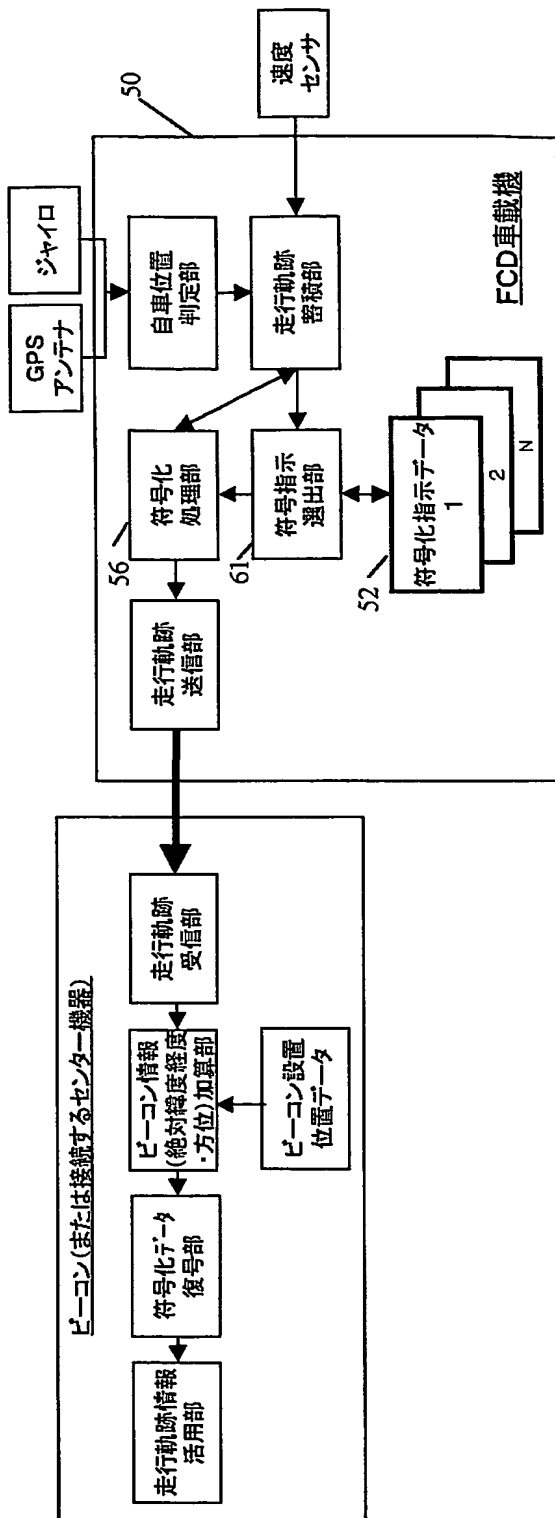 ビーコン(または接続するセンター機器)
走行軌跡情報
活用部
符号化データ
復号部
ビーコン情報
(絶対緯度経度
・方位)加算部
ビーコン設置
位置データ
走行軌跡
受信部
走行軌跡
送信部
符号化
処理部
56
符号指示
選出部
61
符号化指示データ
1
2
N
52
GPS
アンテナ
ジャイロ
自車位置
判定部
走行軌跡
蓄積部
50
速度
センサ
FCD車載機